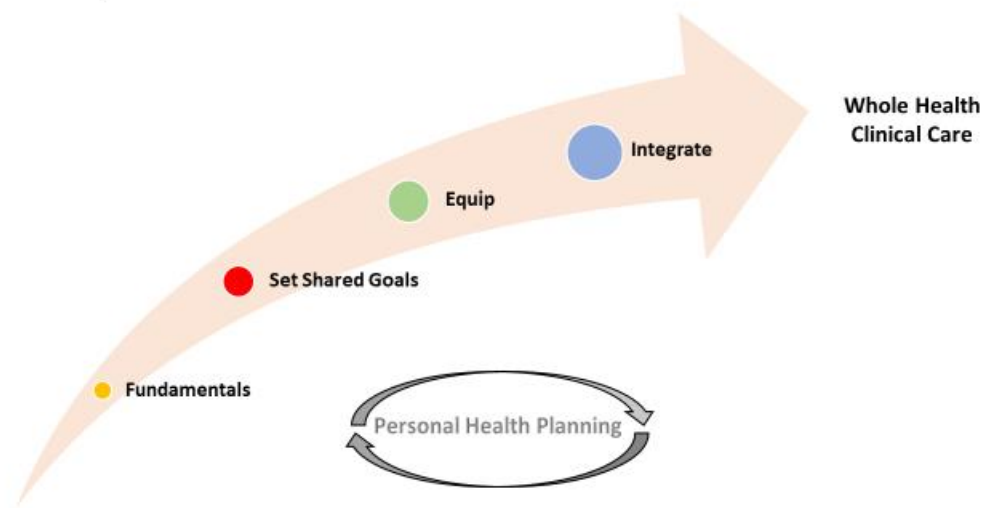 Whole Health
Clinical Care
Integrate
Equip
Set Shared Goals
Fundamentals
Personal Health Planning